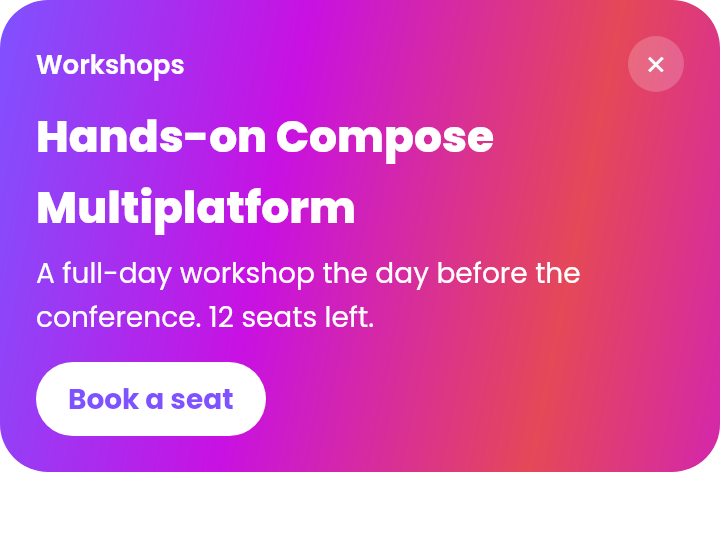 Workshops
Hands-on Compose
Multiplatform
A full-day workshop the day before the
conference. 12 seats left.
Book a seat